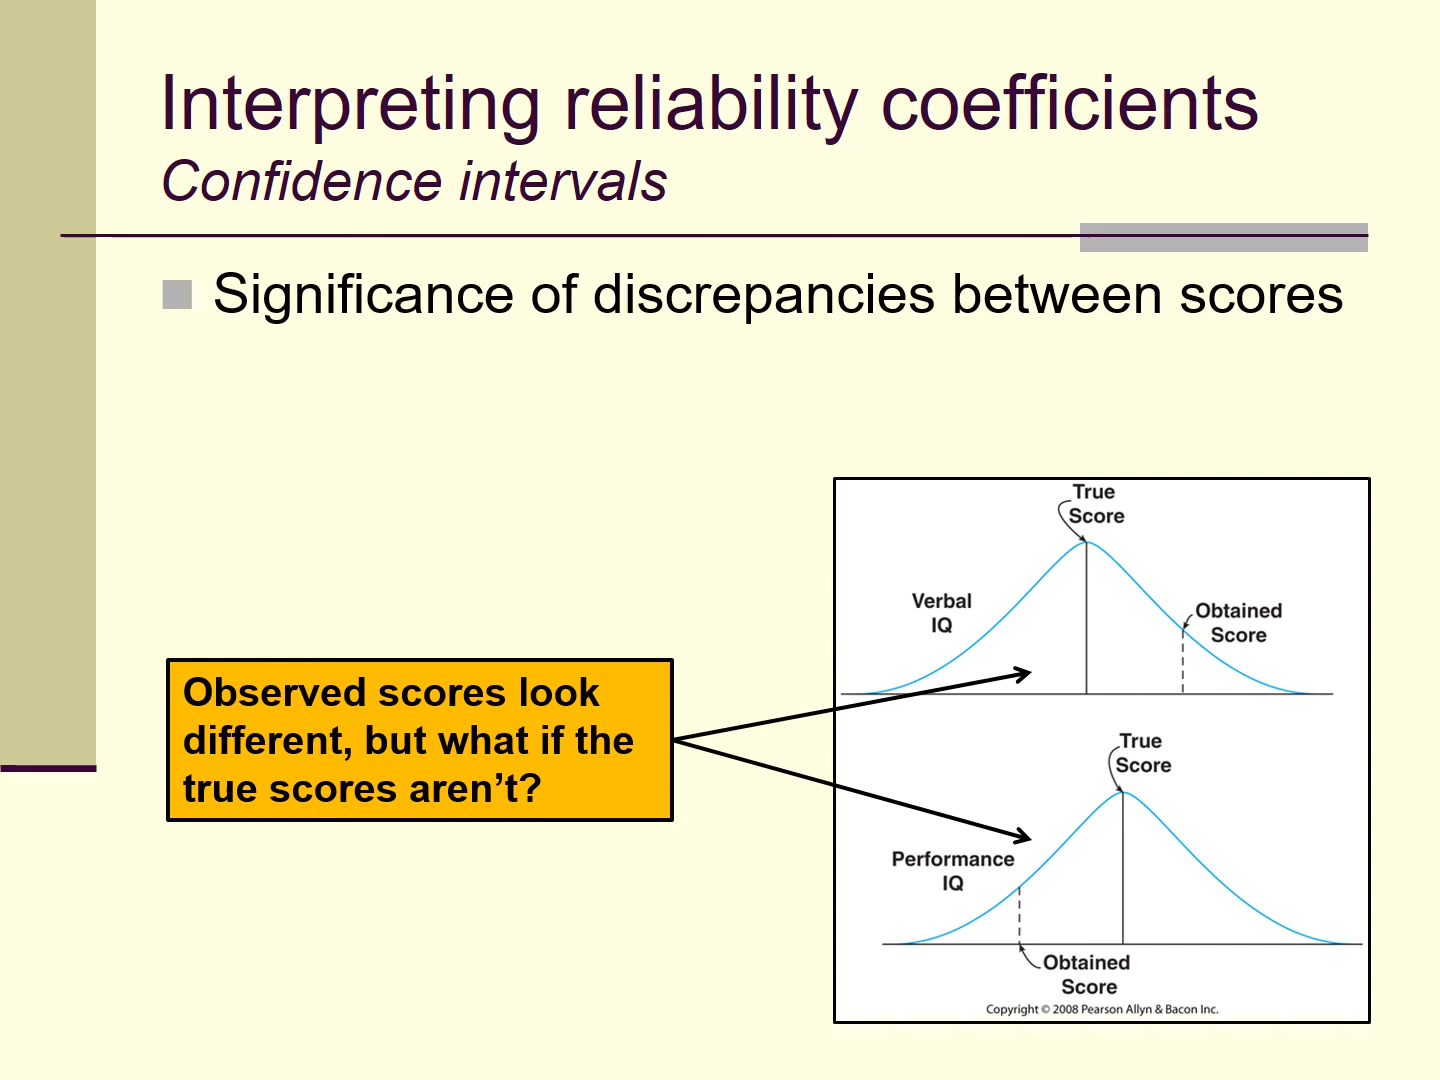 Interpreting reliability coefficients
Confidence intervals
Significance of discrepancies between scores
Observed scores look
different, but what if the
true scores aren’t?
True
Score
Verbal
IQ
Obtained
Score
True
Score
Performance
IQ
Obtained
Score
Copyright © 2008 Pearson Allyn & Bacon Inc.